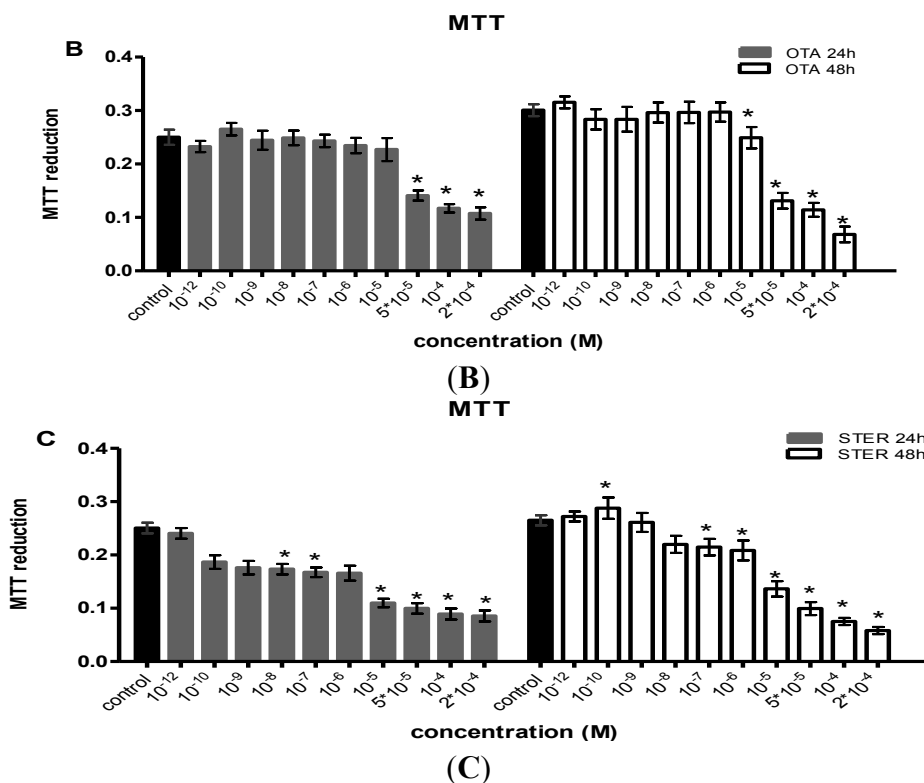 MTT
B
OTA 24h
OTA 48h
MTT reduction
0.4
0.3
0.2
0.1
0.0
* * * * * * *
control 10-12 10-10 10-9 10-8 10-7 10-6 10-5 5*10-5 10-4 2*10-4 control 10-12 10-10 10-9 10-8 10-7 10-6 10-5 5*10-5 10-4 2*10-4
concentration (M)
(B)
MTT
C
STER 24h
STER 48h
MTT reduction
0.4
0.3
0.2
0.1
0.0
* * * * * * * * * * * * *
control 10-12 10-10 10-9 10-8 10-7 10-6 10-5 5*10-5 10-4 2*10-4 control 10-12 10-10 10-9 10-8 10-7 10-6 10-5 5*10-5 10-4 2*10-4
concentration (M)
(C)